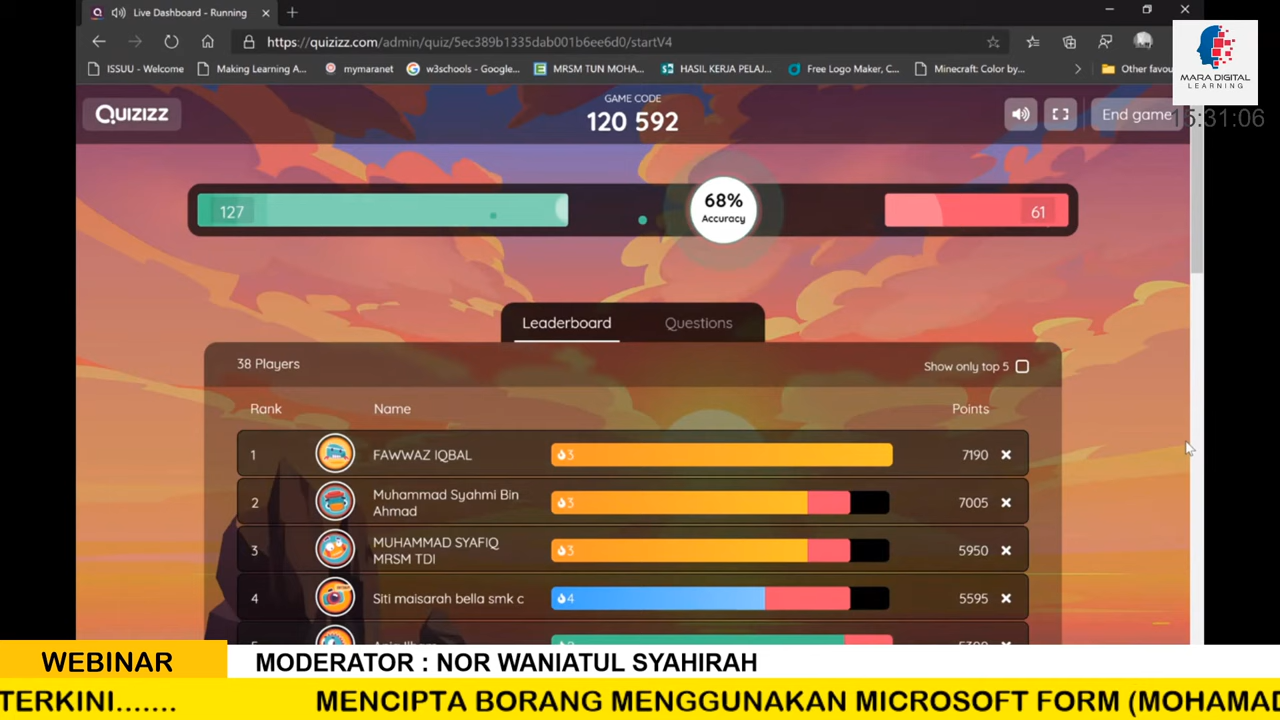 Live Dashboard - Running
https://quizizz.com/admin/quiz/5ec389b1335dab001b6ee6d0/startV4
ISSUU - Welcome
Making Learning A...
mymaranet
w3schools - Google...
MRSM TUN MOHA...
HASIL KERJA PELAJ...
Free Logo Maker, C...
Minecraft: Color by...
Other favou
MARA DIGITAL
LEARNING
15:31:06
QUIZIZZ
GAME CODE
120 592
End game
127
68%
Accuracy
61
Leaderboard
Questions
38 Players
Show only top 5
Rank
Name
Points
1
FAWWAZ IQBAL
3
7190
2
Muhammad Syahmi Bin
Ahmad
3
7005
3
MUHAMMAD SYAFIQ
MRSM TDI
3
5950
4
Siti maisarah bella smk c
4
5595
WEBINAR
MODERATOR : NOR WANIATUL SYAHIRAH
TERKINI.......
MENCIPTA BORANG MENGGUNAKAN MICROSOFT FORM (MOHAMAD